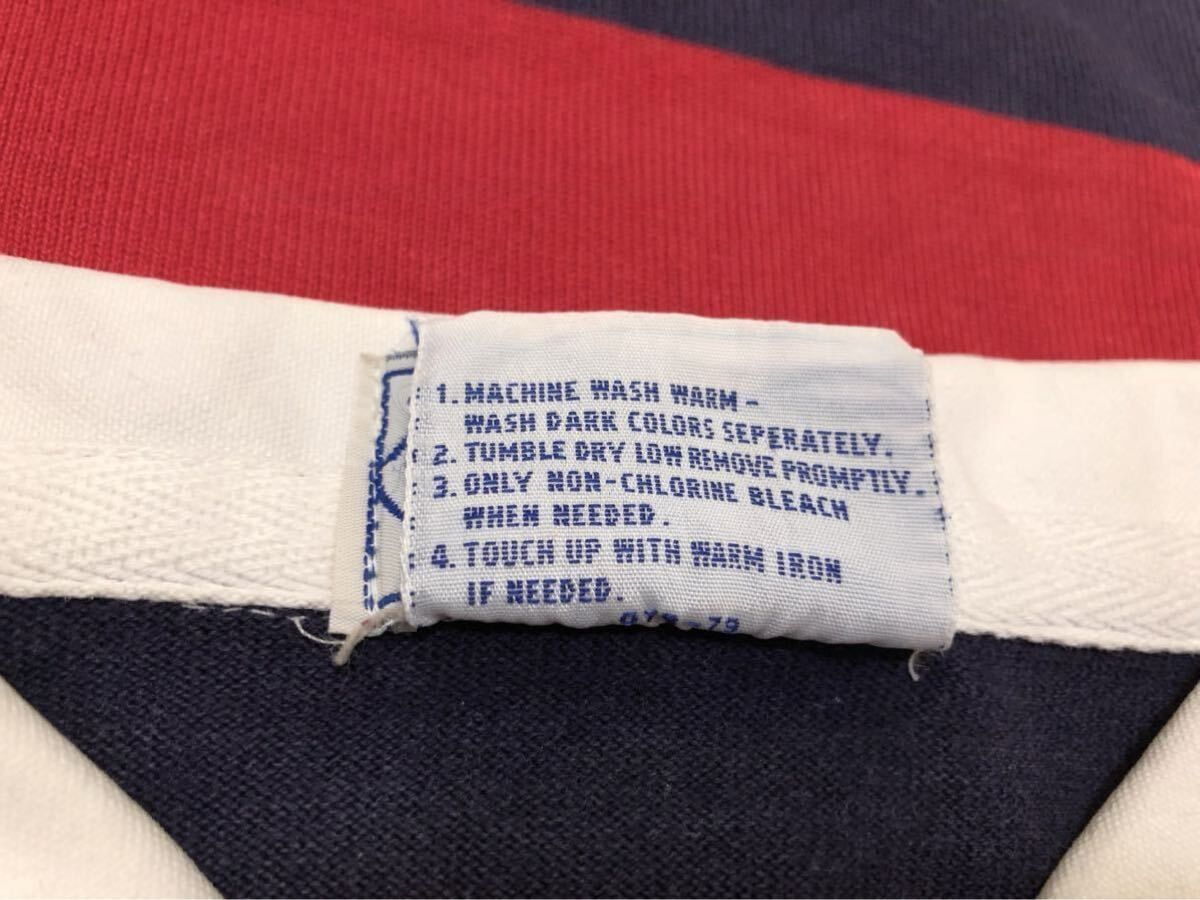 1. MACHINE WASH WARM-
WASH DARK COLORS SEPERATELY.
2. TUMBLE DRY LOW REMOVE PROMPTLY.
3. ONLY NON-CHLORINE BLEACH
WHEN NEEDED.
4. TOUCH UP WITH WARM IRON
IF NEEDED.